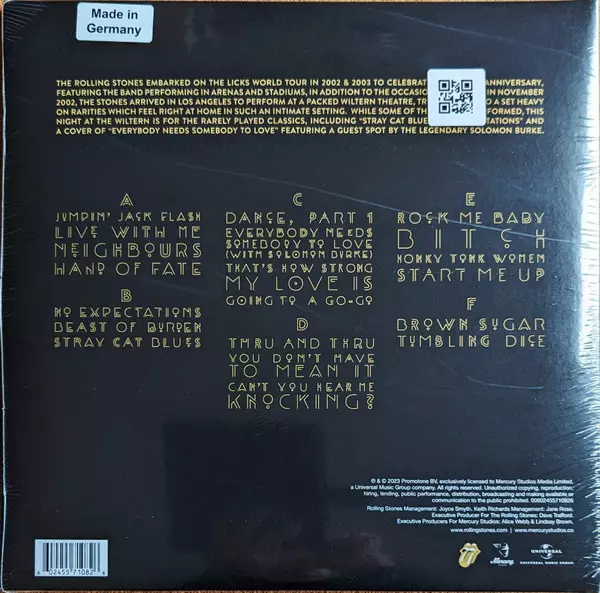 Made in
Germany
THE ROLLING STONES EMBARKED ON THE LICKS WORLD TOUR IN 2002 & 2003 TO CELEBRAT ANNIVERSARY,
FEATURING THE BAND PERFORMING IN ARENAS AND STADIUMS, IN ADDITION TO THE OCCASIO IN NOVEMBER
2002, THE STONES ARRIVED IN LOS ANGELES TO PERFORM AT A PACKED WILTERN THEATRE, TR O A SET HEAVY
ON RARITIES WHICH FEEL RIGHT AT HOME IN SUCH AN INTIMATE SETTING. WHILE SOME OF T FORMED, THIS
NIGHT AT THE WILTERN IS FOR THE RARELY PLAYED CLASSICS, INCLUDING "STRAY CAT BLUE TATIONS" AND
A COVER OF "EVERYBODY NEEDS SOMEBODY TO LOVE" FEATURING A GUEST SPOT BY THE LEGENDARY SOLOMON BURKE.
A
JUMPIN' JACK FLASH
LIVE WITH ME
NEIGHBOURS
HAND OF FATE
B
NO EXPECTATIONS
BEAST OF BURDEN
STRAY CAT BLUES
C
DANCE, PART 1
EVERYBODY NEEDS
SOMEBODY TO LOVE
(WITH SOLOMON BURKE)
THAT'S HOW STRONG
MY LOVE IS
GOING TO A GO-GO
D
THRU AND THRU
YOU DON'T HAVE
TO MEAN IT
CAN'T YOU HEAR ME
KNOCKING?
E
ROCK ME BABY
BITCH
HONKY TONK WOMEN
START ME UP
F
BROWN SUGAR
TUMBLING DICE
℗ & © 2023 Promotone BV, exclusively licensed to Mercury Studios Media Limited,
a Universal Music Group company. All rights reserved. Unauthorized copying, reproduction,
hiring, lending, public performance, distribution, broadcasting and making available or
communication to the public prohibited. 00602455710826
Rolling Stones Management: Joyce Smyth, Keith Richards Management: Jane Rose.
Executive Producer For The Rolling Stones: Dave Trafford.
Executive Producers For Mercury Studios: Alice Webb & Lindsay Brown.
www.rollingstones.com www.mercurystudios.co
Mercury
UNIVERSAL
UNIVERSAL MUSIC GROUP
6 02455 71082 6